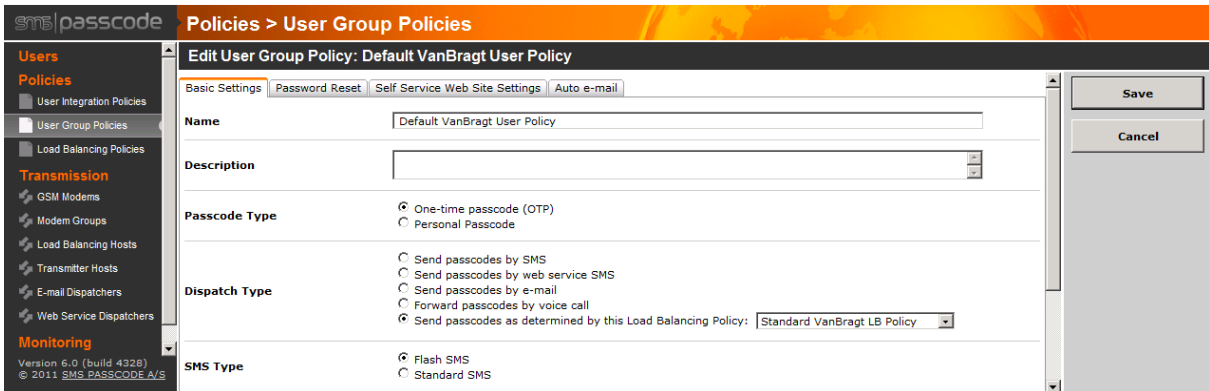 sms|passcode
Policies > User Group Policies
Users
Policies
User Integration Policies
User Group Policies
Load Balancing Policies
Transmission
GSM Modems
Modem Groups
Load Balancing Hosts
Transmitter Hosts
E-mail Dispatchers
Web Service Dispatchers
Monitoring
Version 6.0 (build 4328)
© 2011 SMS PASSCODE A/S
Edit User Group Policy: Default VanBragt User Policy
Basic Settings Password Reset Self Service Web Site Settings Auto e-mail
Name Default VanBragt User Policy
Description
Passcode Type
One-time passcode (OTP)
Personal Passcode
Dispatch Type
Send passcodes by SMS
Send passcodes by web service SMS
Send passcodes by e-mail
Forward passcodes by voice call
Send passcodes as determined by this Load Balancing Policy: Standard VanBragt LB Policy
SMS Type
Flash SMS
Standard SMS
Save
Cancel